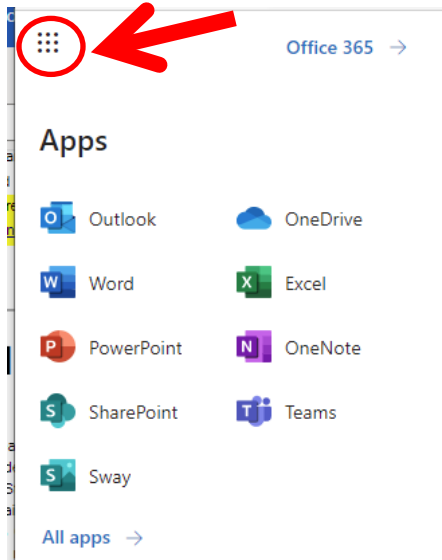 Office 365 →
Apps
Outlook
OneDrive
Word
Excel
PowerPoint
OneNote
SharePoint
Teams
Sway
All apps →